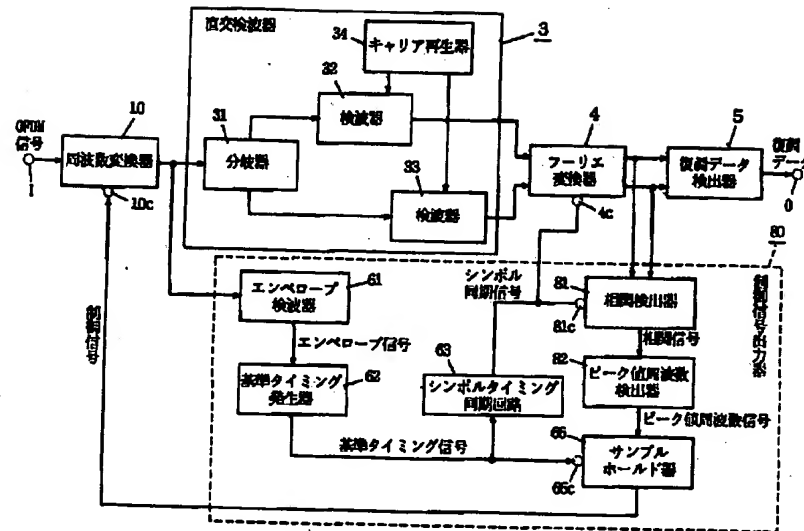 直交検波器
34
キャリア再生器
3
32
検波器
10
31
4
5
OFDM
信号
周波数変換器
分岐器
フーリエ
変換器
復調データ
検出器
復調
データ
1
10c
33
検波器
4c
0
80
制御信号
エンベロープ
検波器
61
シンボル
同期信号
81
相関検出器
81c
制御信号出力器
エンベロープ信号
相関信号
基準タイミング
発生器
62
63
シンボルタイミング
同期回路
82
ピーク値周波数
検出器
ピーク値周波数信号
基準タイミング信号
66
サンプル
ホールド器
66c